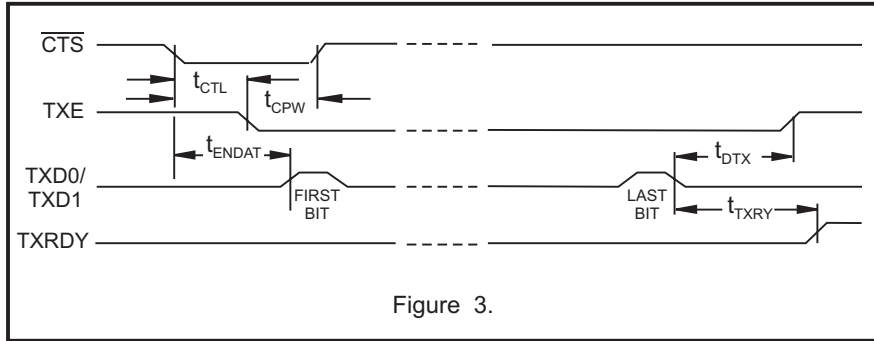 CTS
tCTL
tCPW
TXE
tENDAT
tDTX
TXD0/
TXD1
FIRST
BIT
LAST
BIT
tTXRY
TXRDY
Figure 3.